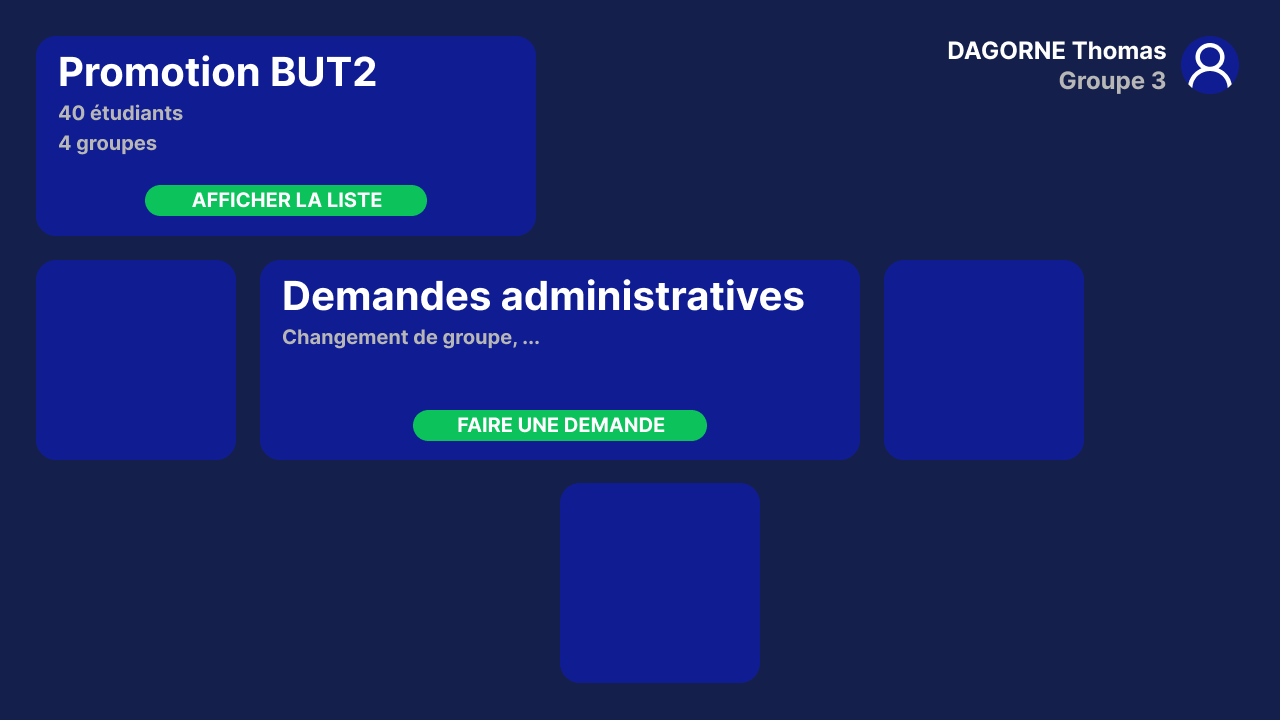 Promotion BUT2
40 étudiants
4 groupes
AFFICHER LA LISTE
DAGORNE Thomas
Groupe 3
Demandes administratives
Changement de groupe, ...
FAIRE UNE DEMANDE